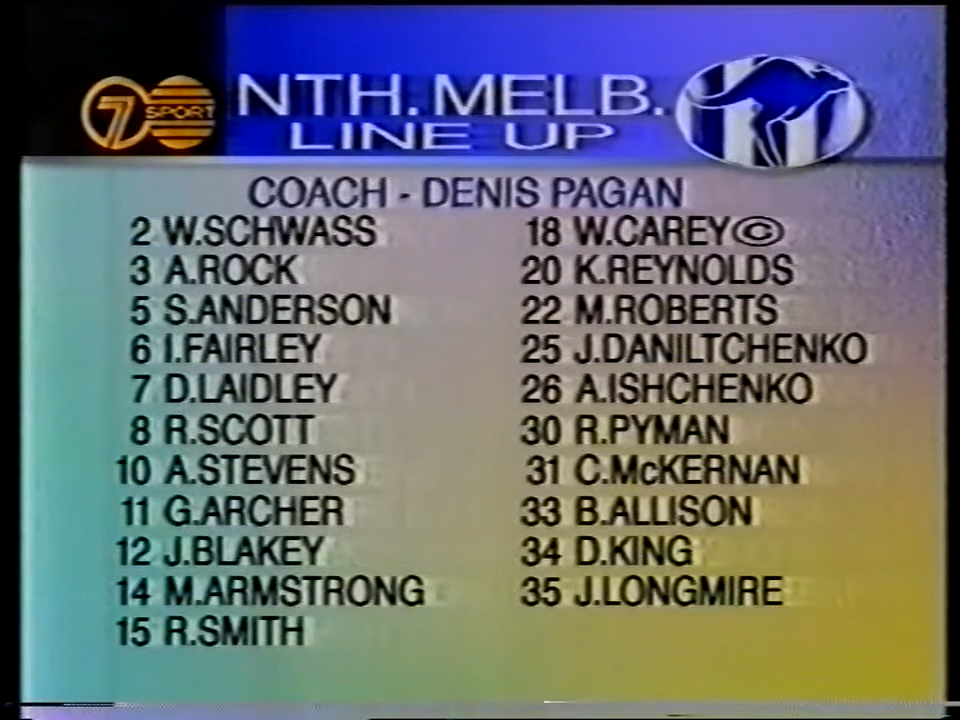 7 SPORT
NTH.MELB.
LINE UP
COACH - DENIS PAGAN
2 W.SCHWASS
3 A.ROCK
5 S.ANDERSON
6 I.FAIRLEY
7 D.LAIDLEY
8 R.SCOTT
10 A.STEVENS
11 G.ARCHER
12 J.BLAKEY
14 M.ARMSTRONG
15 R.SMITH
18 W.CAREY©
20 K.REYNOLDS
22 M.ROBERTS
25 J.DANILTCHENKO
26 A.ISHCHENKO
30 R.PYMAN
31 C.McKERNAN
33 B.ALLISON
34 D.KING
35 J.LONGMIRE